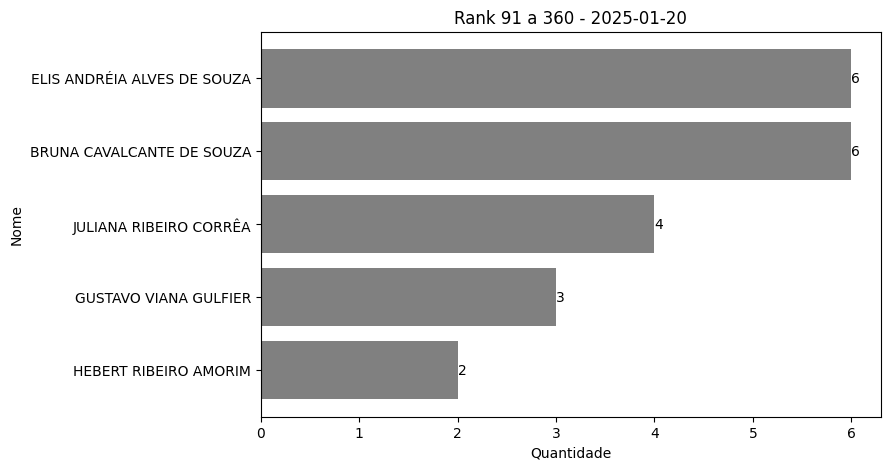 Rank 91 a 360 - 2025-01-20
ELIS ANDRÉIA ALVES DE SOUZA
6
BRUNA CAVALCANTE DE SOUZA
6
JULIANA RIBEIRO CORRÊA
4
GUSTAVO VIANA GULFIER
3
HEBERT RIBEIRO AMORIM
2
Nome
0 1 2 3 4 5 6
Quantidade